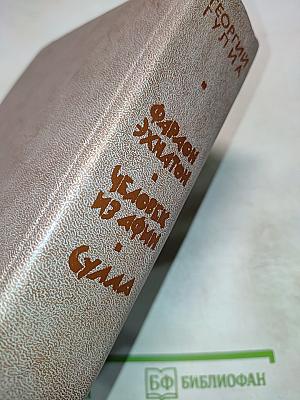 ГЕОРГИЙ
ГУЛИА
ФАРАОН
ЭХНАТОН
ЧЕЛОВЕК
ИЗ АФИН
СУЛЛА
БФ БИБЛИОФАН